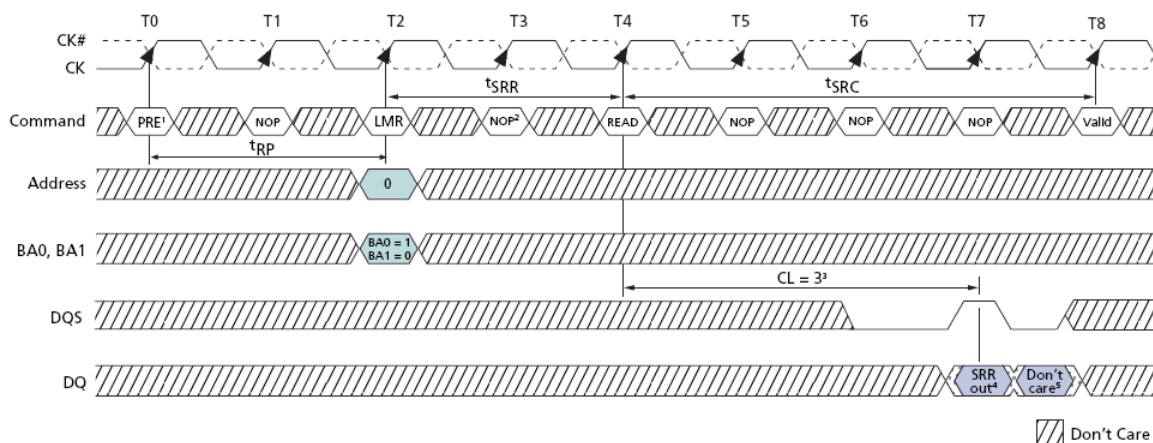 T0 T1 T2 T3 T4 T5 T6 T7 T8
CK#
CK
tSRR tSRC
Command PRE¹ NOP LMR NOP² READ NOP NOP NOP Valid
tRP
Address 0
BA0, BA1 BA0 = 1
BA1 = 0
CL = 3³
DQS
DQ SRR out⁴ Don't care⁵
Don't Care